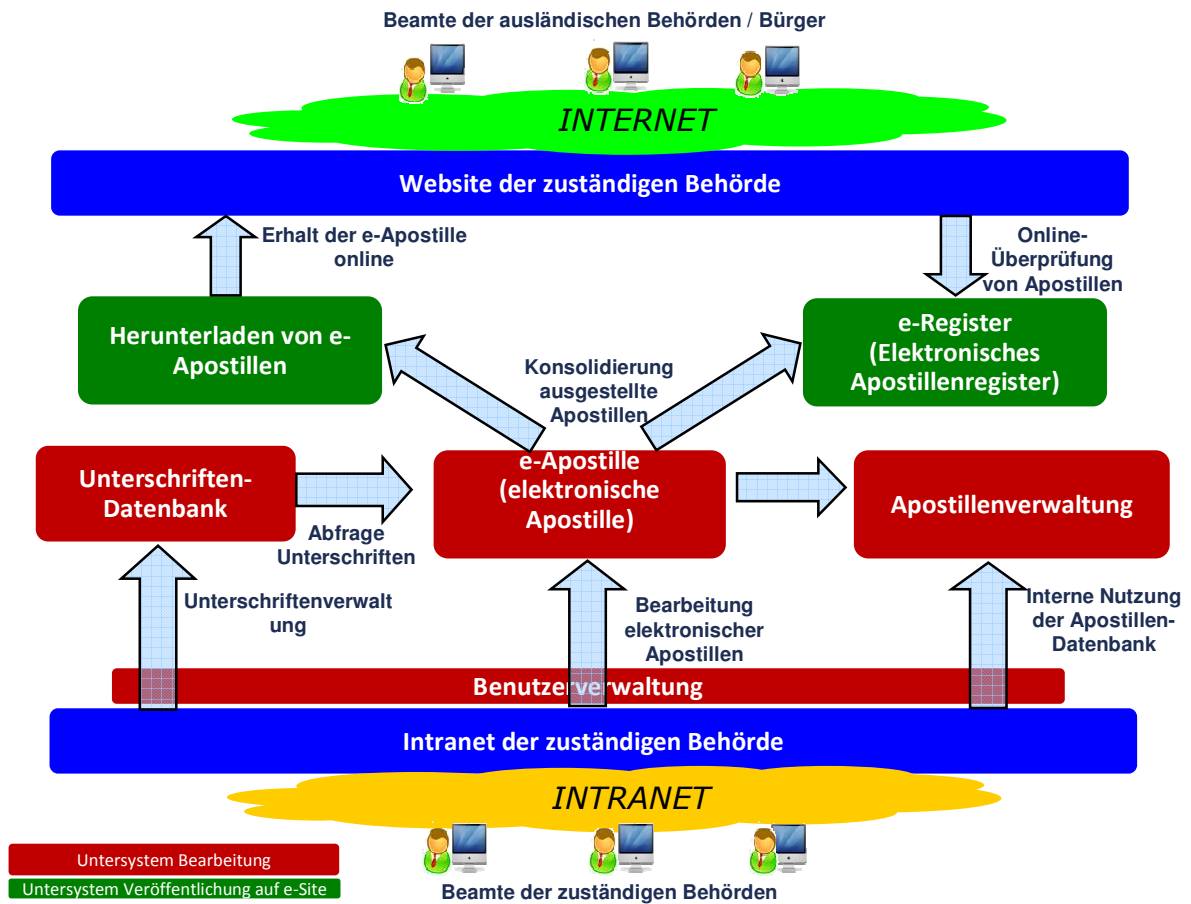 Beamte der ausländischen Behörden / Bürger
INTERNET
Website der zuständigen Behörde
Erhalt der e-Apostille
online
Online-
Überprüfung
von Apostillen
Herunterladen von e-
Apostillen
e-Register
(Elektronisches
Apostillenregister)
Konsolidierung
ausgestellte
Apostillen
Unterschriften-
Datenbank
e-Apostille
(elektronische
Apostille)
Apostillenverwaltung
Abfrage
Unterschriften
Unterschriftenverwalt
ung
Bearbeitung
elektronischer
Apostillen
Interne Nutzung
der Apostillen-
Datenbank
Benutzerverwaltung
Intranet der zuständigen Behörde
INTRANET
Untersystem Bearbeitung
Untersystem Veröffentlichung auf e-Site
Beamte der zuständigen Behörden